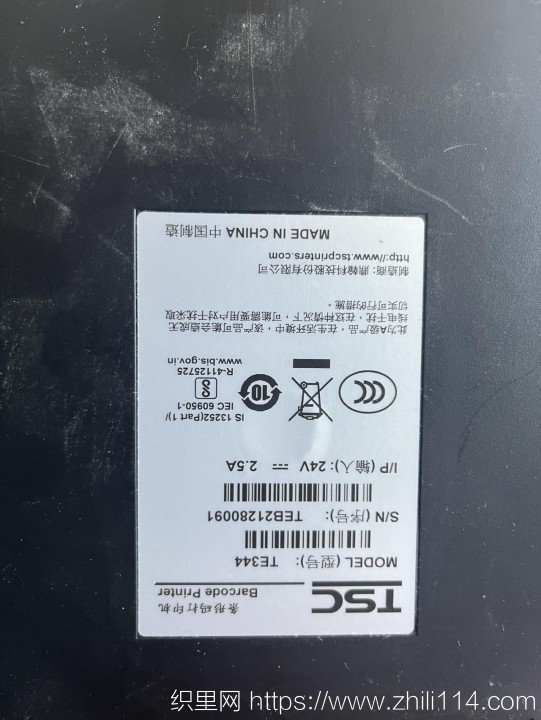 TSC
条形码打印机
Barcode Printer
MODEL (型号): TE344
S/N (序号): TEB21280091
I/P (输入): 24V ⎓ 2.5A
IS 13252(Part 1)/
IEC 60950-1
R-41125725
www.bis.gov.in
10
此为A级产品，在生活环境中，该产品可能会造成无
线电干扰，在这种情况下，可能需要用户对干扰采取
切实可行的措施。
制造商: 鼎翰科技股份有限公司
http://www.tscprinters.com
MADE IN CHINA 中国制造
织里网 https://www.zhili114.com